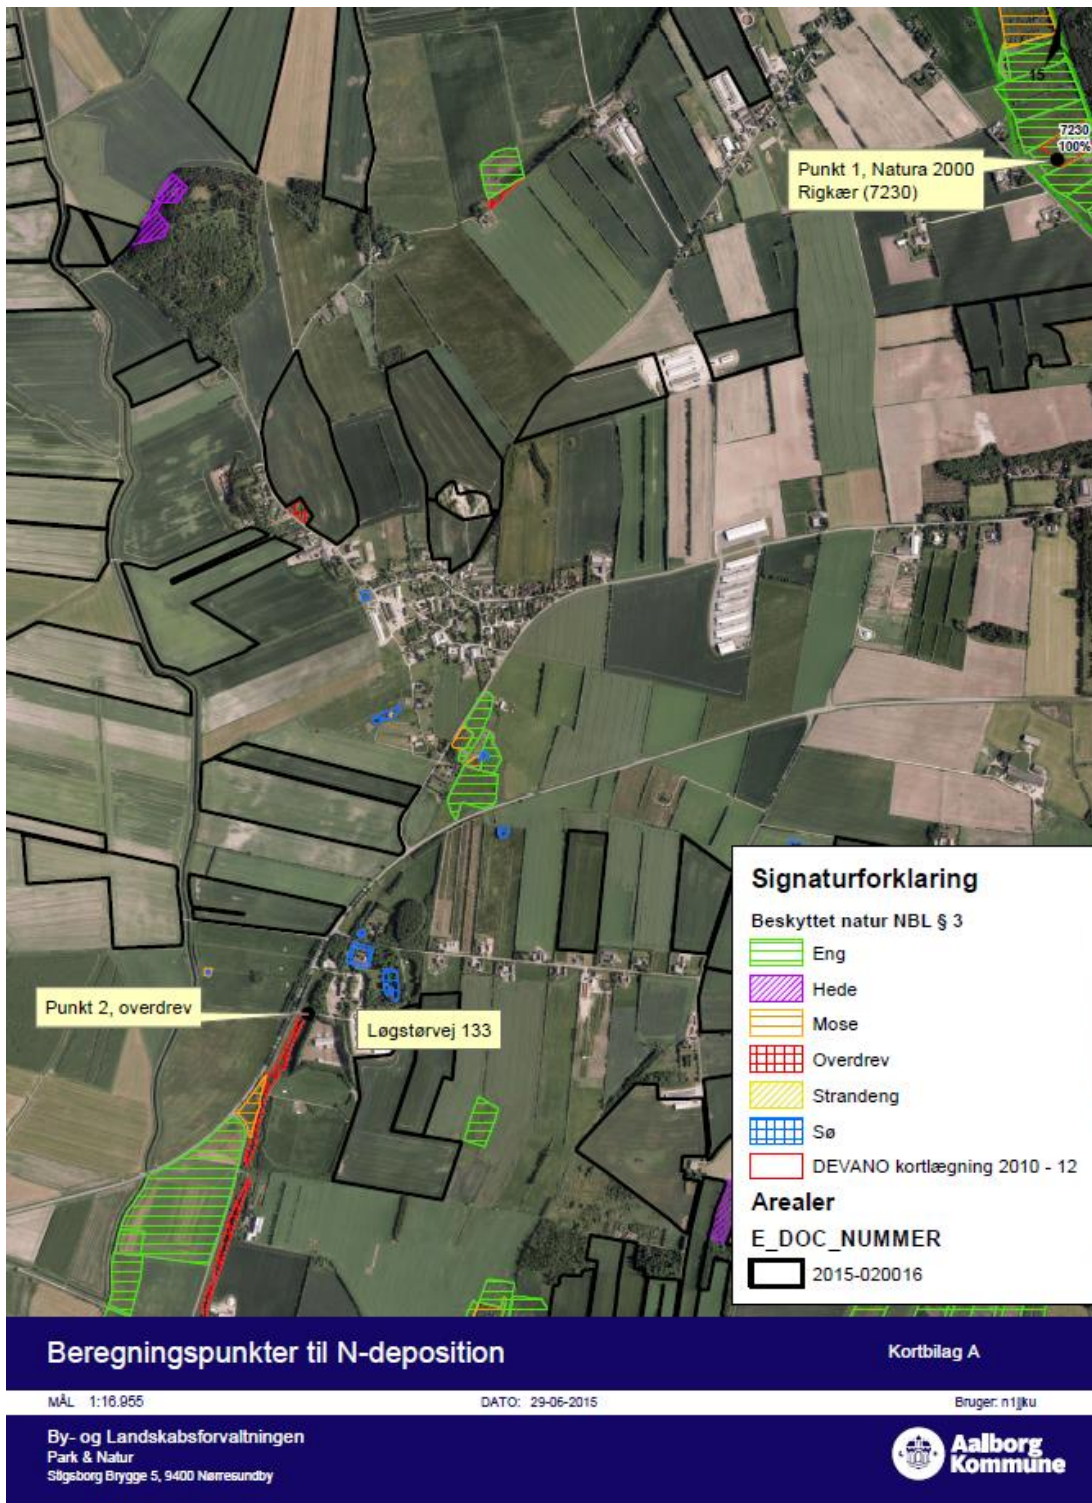 15
7230
100%
Punkt 1, Natura 2000
Rigkær (7230)
Punkt 2, overdrev
Løgstørvej 133
Signaturforklaring
Beskyttet natur NBL § 3
Eng
Hede
Mose
Overdrev
Strandeng
Sø
DEVANO kortlægning 2010 - 12
Arealer
E_DOC_NUMMER
2015-020016
Beregningspunkter til N-deposition
Kortbilag A
MÅL 1:16.955
DATO: 29-06-2015
Bruger: n1jjku
By- og Landskabsforvaltningen
Park & Natur
Stigsborg Brygge 5, 9400 Nørresundby
Aalborg
Kommune